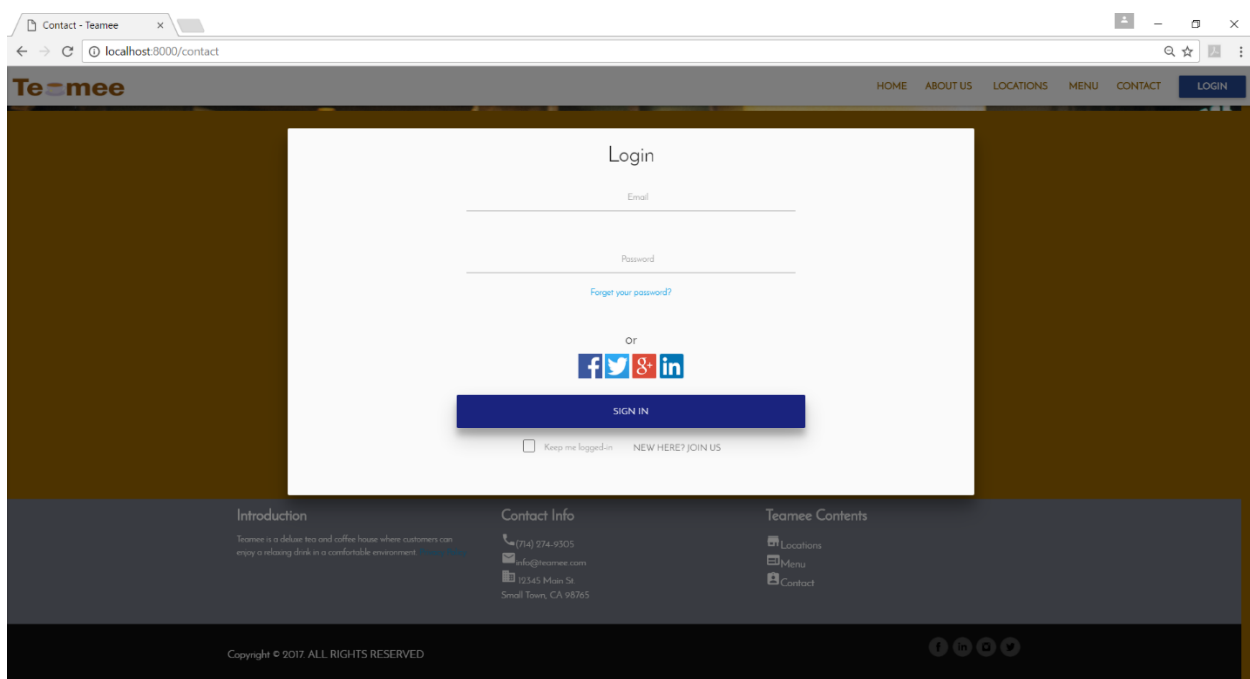 Contact - Teamee
localhost:8000/contact
Teamee
HOME ABOUT US LOCATIONS MENU CONTACT LOGIN
Login
Email
Password
Forget your password?
or
f 8+ in
SIGN IN
Keep me logged-in NEW HERE? JOIN US
Introduction
Teamee is a deluxe tea and coffee house where customers can
enjoy a relaxing drink in a comfortable environment.
Contact Info
(714) 274-9305
info@teamee.com
12345 Main St.
Small Town, CA 98765
Teamee Contents
Locations
Menu
Contact
Copyright © 2017. ALL RIGHTS RESERVED